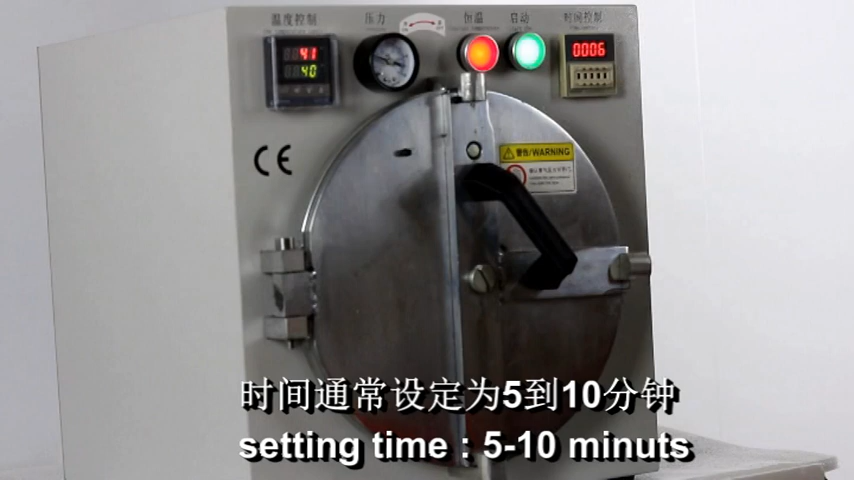 温度控制
压力
恒温
启动
时间控制
41
40
0006
CE
警告/WARNING
时间通常设定为5到10分钟
setting time : 5-10 minuts